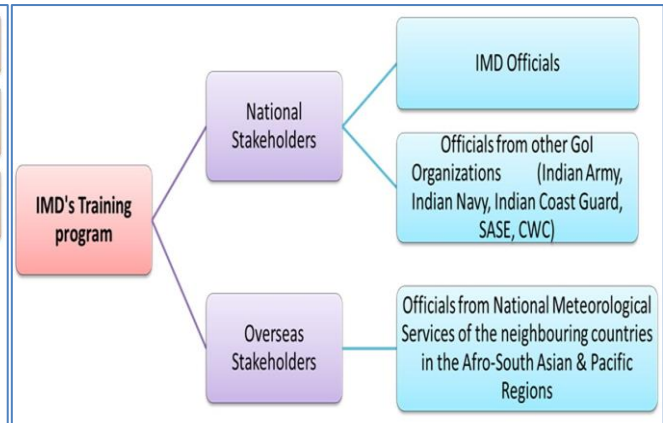 IMD's Training
program
National
Stakeholders
IMD Officials
Officials from other GoI
Organizations (Indian Army,
Indian Navy, Indian Coast Guard,
SASE, CWC)
Overseas
Stakeholders
Officials from National Meteorological
Services of the neighbouring countries
in the Afro-South Asian & Pacific
Regions